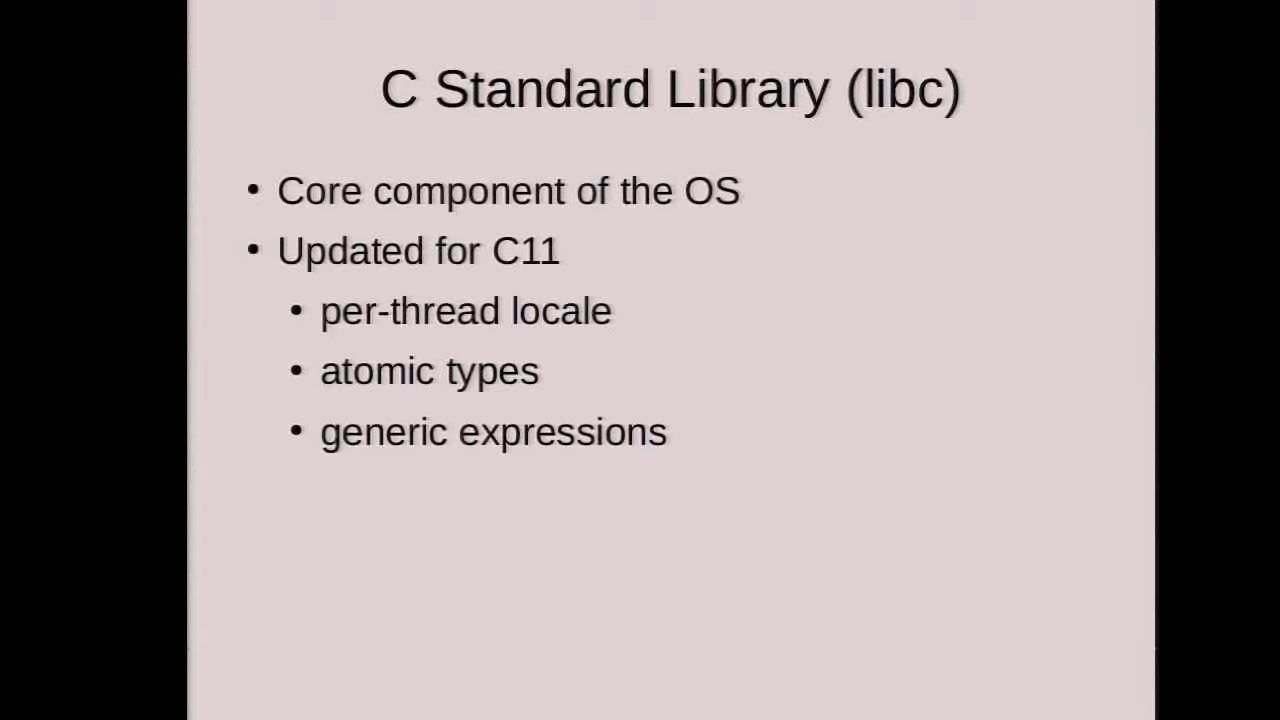 C Standard Library (libc)
• Core component of the OS
• Updated for C11
• per-thread locale
• atomic types
• generic expressions